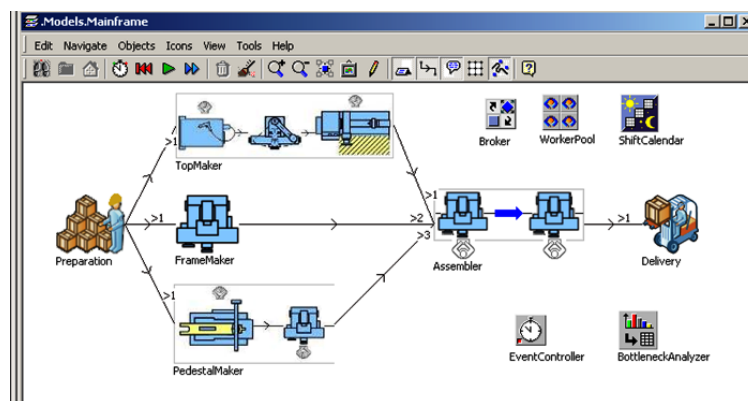 .Models.Mainframe
Edit Navigate Objects Icons View Tools Help
>1
TopMaker
Broker
WorkerPool
ShiftCalendar
Preparation
>1
FrameMaker
>1
>2
>3
Assembler
>1
Delivery
>1
PedestalMaker
EventController
BottleneckAnalyzer